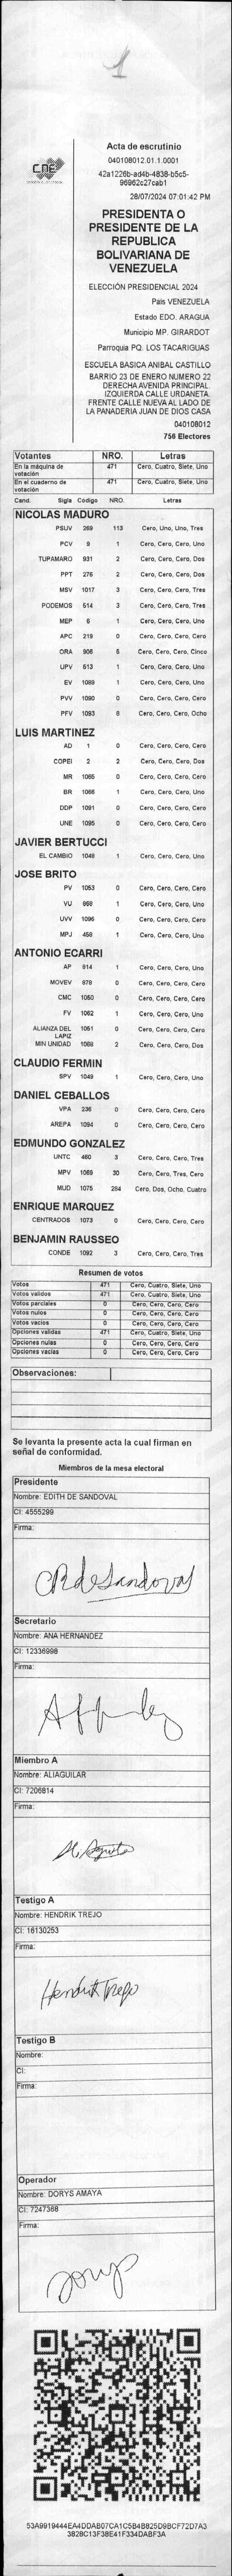 1
CNE
Acta de escrutinio
040108012.01.1.0001
42a1226b-ad4b-4838-b5c5-
96962c27cab1
28/07/2024 07:01:42 PM
PRESIDENTA O
PRESIDENTE DE LA
REPUBLICA
BOLIVARIANA DE
VENEZUELA
ELECCIÓN PRESIDENCIAL 2024
País VENEZUELA
Estado EDO. ARAGUA
Municipio MP. GIRARDOT
Parroquia PQ. LOS TACARIGUAS
ESCUELA BASICA ANIBAL CASTILLO
BARRIO 23 DE ENERO NUMERO 22
DERECHA AVENIDA PRINCIPAL.
IZQUIERDA CALLE URDANETA.
FRENTE CALLE NUEVA AL LADO DE
LA PANADERIA JUAN DE DIOS CASA
040108012
756 Electores
Votantes NRO. Letras
En la máquina de votación 471 Cero, Cuatro, Siete, Uno
En el cuaderno de votación 471 Cero, Cuatro, Siete, Uno
Cand. Sigla Codigo NRO. Letras
NICOLAS MADURO
PSUV 269 113 Cero, Uno, Uno, Tres
PCV 9 1 Cero, Cero, Cero, Uno
TUPAMARO 931 2 Cero, Cero, Cero, Dos
PPT 276 2 Cero, Cero, Cero, Dos
MSV 1017 3 Cero, Cero, Cero, Tres
PODEMOS 514 3 Cero, Cero, Cero, Tres
MEP 6 1 Cero, Cero, Cero, Uno
APC 219 0 Cero, Cero, Cero, Cero
ORA 906 5 Cero, Cero, Cero, Cinco
UPV 513 1 Cero, Cero, Cero, Uno
EV 1089 1 Cero, Cero, Cero, Uno
PVV 1090 0 Cero, Cero, Cero, Cero
PFV 1093 8 Cero, Cero, Cero, Ocho
LUIS MARTINEZ
AD 1 0 Cero, Cero, Cero, Cero
COPEI 2 2 Cero, Cero, Cero, Dos
MR 1065 0 Cero, Cero, Cero, Cero
BR 1066 1 Cero, Cero, Cero, Uno
DDP 1091 0 Cero, Cero, Cero, Cero
UNE 1095 0 Cero, Cero, Cero, Cero
JAVIER BERTUCCI
EL CAMBIO 1048 1 Cero, Cero, Cero, Uno
JOSE BRITO
PV 1053 0 Cero, Cero, Cero, Cero
VU 868 1 Cero, Cero, Cero, Uno
UVV 1096 0 Cero, Cero, Cero, Cero
MPJ 458 1 Cero, Cero, Cero, Uno
ANTONIO ECARRI
AP 814 1 Cero, Cero, Cero, Uno
MOVEV 878 0 Cero, Cero, Cero, Cero
CMC 1050 0 Cero, Cero, Cero, Cero
FV 1062 1 Cero, Cero, Cero, Uno
ALIANZA DEL LAPIZ 1051 0 Cero, Cero, Cero, Cero
MIN UNIDAD 1068 2 Cero, Cero, Cero, Dos
CLAUDIO FERMIN
SPV 1049 1 Cero, Cero, Cero, Uno
DANIEL CEBALLOS
VPA 236 0 Cero, Cero, Cero, Cero
AREPA 1094 0 Cero, Cero, Cero, Cero
EDMUNDO GONZALEZ
UNTC 460 3 Cero, Cero, Cero, Tres
MPV 1069 30 Cero, Cero, Tres, Cero
MUD 1075 284 Cero, Dos, Ocho, Cuatro
ENRIQUE MARQUEZ
CENTRADOS 1073 0 Cero, Cero, Cero, Cero
BENJAMIN RAUSSEO
CONDE 1092 3 Cero, Cero, Cero, Tres
Resumen de votos
Votos 471 Cero, Cuatro, Siete, Uno
Votos validos 471 Cero, Cuatro, Siete, Uno
Votos parciales 0 Cero, Cero, Cero, Cero
Votos nulos 0 Cero, Cero, Cero, Cero
Votos vacios 0 Cero, Cero, Cero, Cero
Opciones validas 471 Cero, Cuatro, Siete, Uno
Opciones nulas 0 Cero, Cero, Cero, Cero
Opciones vacias 0 Cero, Cero, Cero, Cero
Observaciones:
Se levanta la presente acta la cual firman en
señal de conformidad.
Miembros de la mesa electoral
Presidente
Nombre: EDITH DE SANDOVAL
CI: 4555299
Firma:
Secretario
Nombre: ANA HERNANDEZ
CI: 12336998
Firma:
Miembro A
Nombre: ALIAGUILAR
CI: 7206814
Firma:
Testigo A
Nombre: HENDRIK TREJO
CI: 16130253
Firma:
Hendrik Trejo
Testigo B
Nombre:
CI:
Firma:
Operador
Nombre: DORYS AMAYA
CI: 7247368
Firma:
53A9919444EA4DDAB07CA1C5B4B825D9BCF72D7A3
3828C13F38E41F334DABF3A